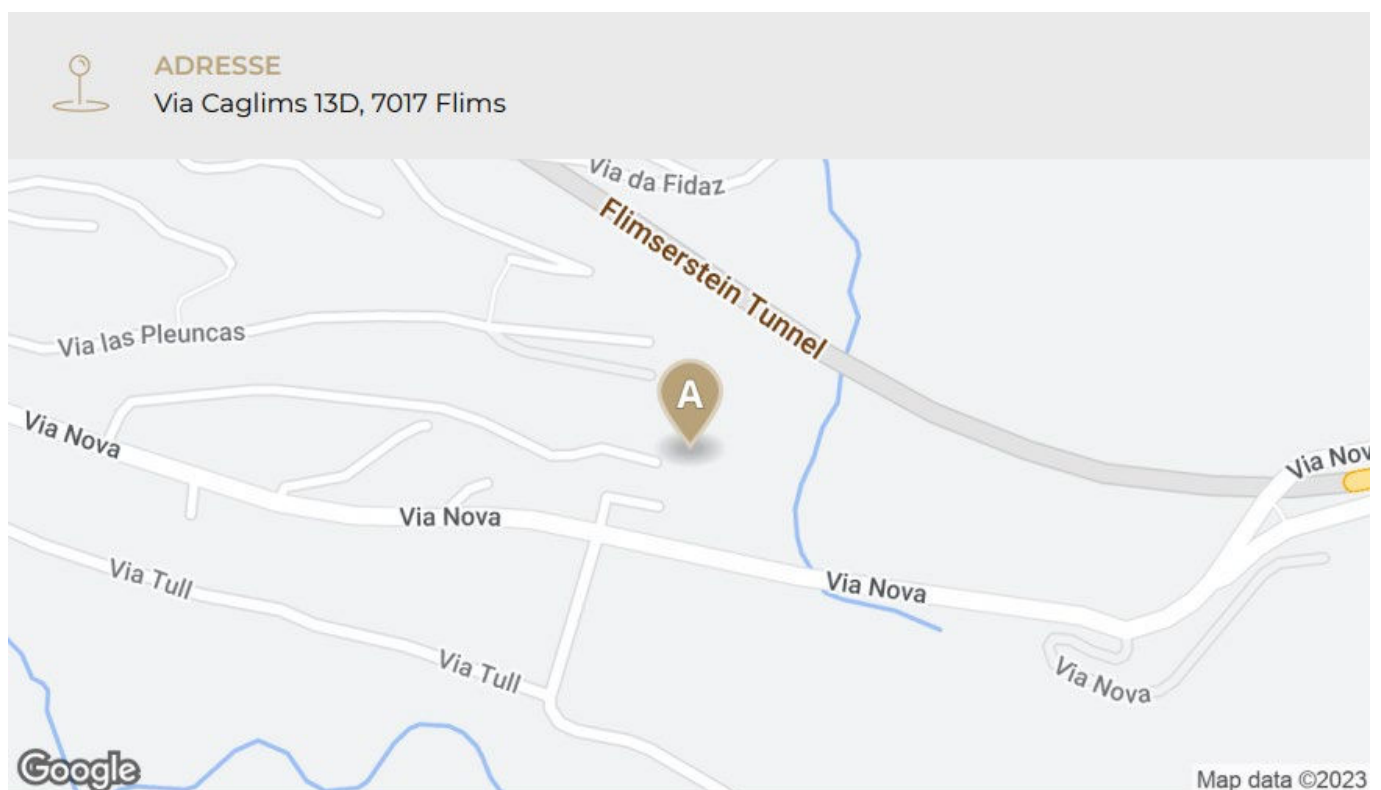 ADRESSE
Via Caglims 13D, 7017 Flims
Via da Fidaz
Flimserstein Tunnel
Via las Pleuncas
A
Via Nova
Via Nov
Via Nova
Via Tull
Via Nova
Via Tull
Via Nova
Google
Map data ©2023